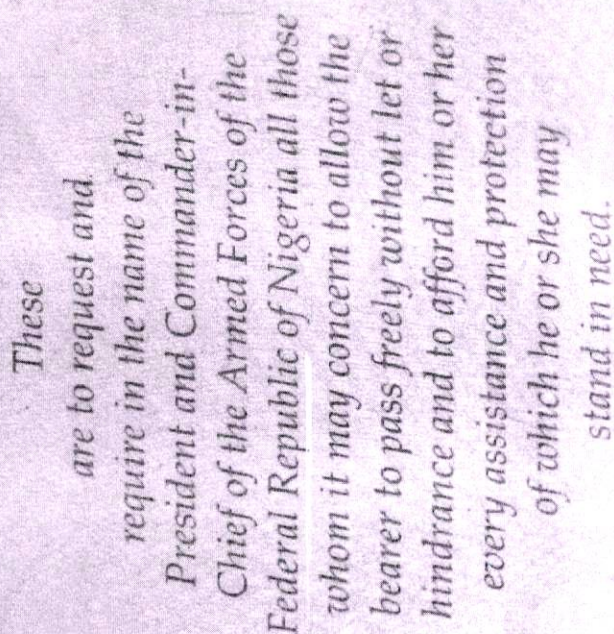 These
are to request and
require in the name of the
President and Commander-in-
Chief of the Armed Forces of the
Federal Republic of Nigeria all those
whom it may concern to allow the
bearer to pass freely without let or
hindrance and to afford him or her
every assistance and protection
of which he or she may
stand in need.